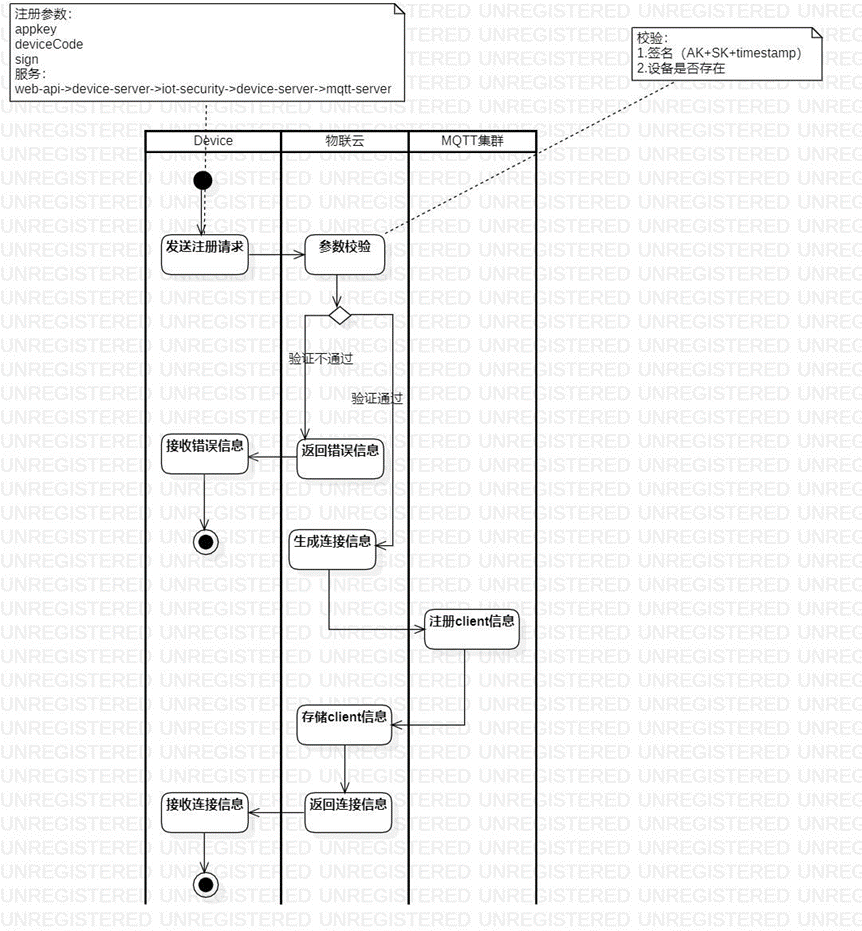 注册参数：
appkey
deviceCode
sign
服务：
web-api->device-server->iot-security->device-server->mqtt-server
校验：
1.签名（AK+SK+timestamp）
2.设备是否存在
Device
物联云
MQTT集群
发送注册请求
参数校验
验证不通过
验证通过
接收错误信息
返回错误信息
生成连接信息
注册client信息
存储client信息
接收连接信息
返回连接信息
UNREGISTERED